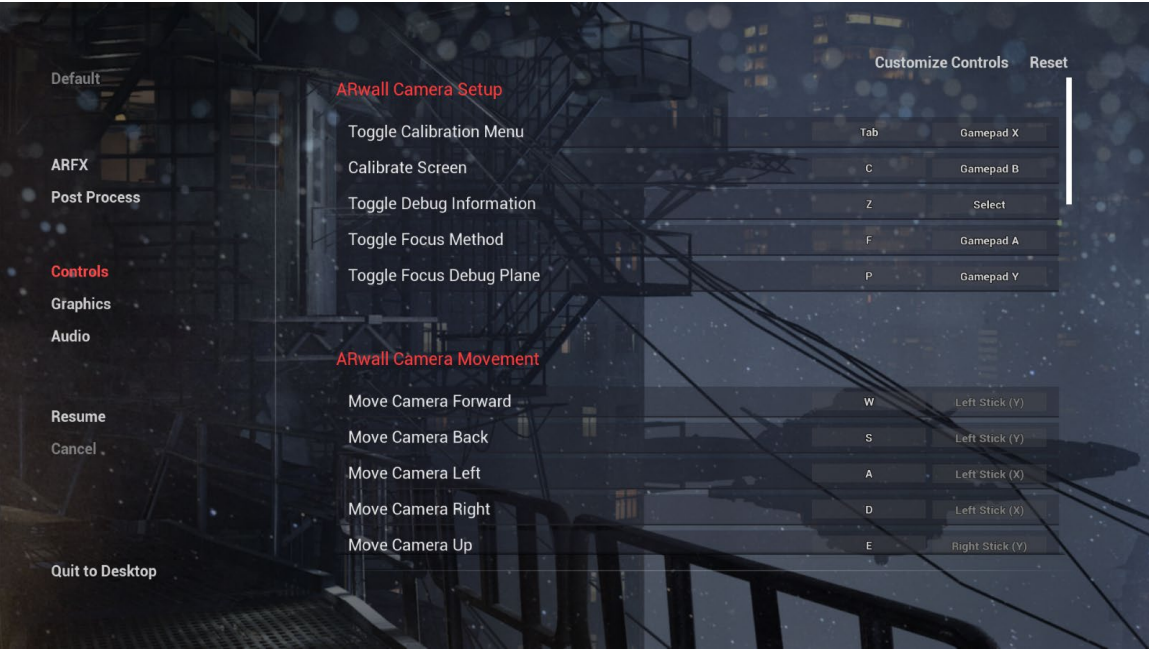 Customize Controls Reset
Default
ARwall Camera Setup
Toggle Calibration Menu Tab Gamepad X
ARFX
Calibrate Screen C Gamepad B
Post Process
Toggle Debug Information Z Select
Toggle Focus Method F Gamepad A
Controls
Toggle Focus Debug Plane P Gamepad Y
Graphics
Audio
ARwall Camera Movement
Move Camera Forward W Left Stick (Y)
Resume
Move Camera Back S Left Stick (Y)
Cancel
Move Camera Left A Left Stick (X)
Move Camera Right D Left Stick (X)
Move Camera Up E Right Stick (Y)
Quit to Desktop